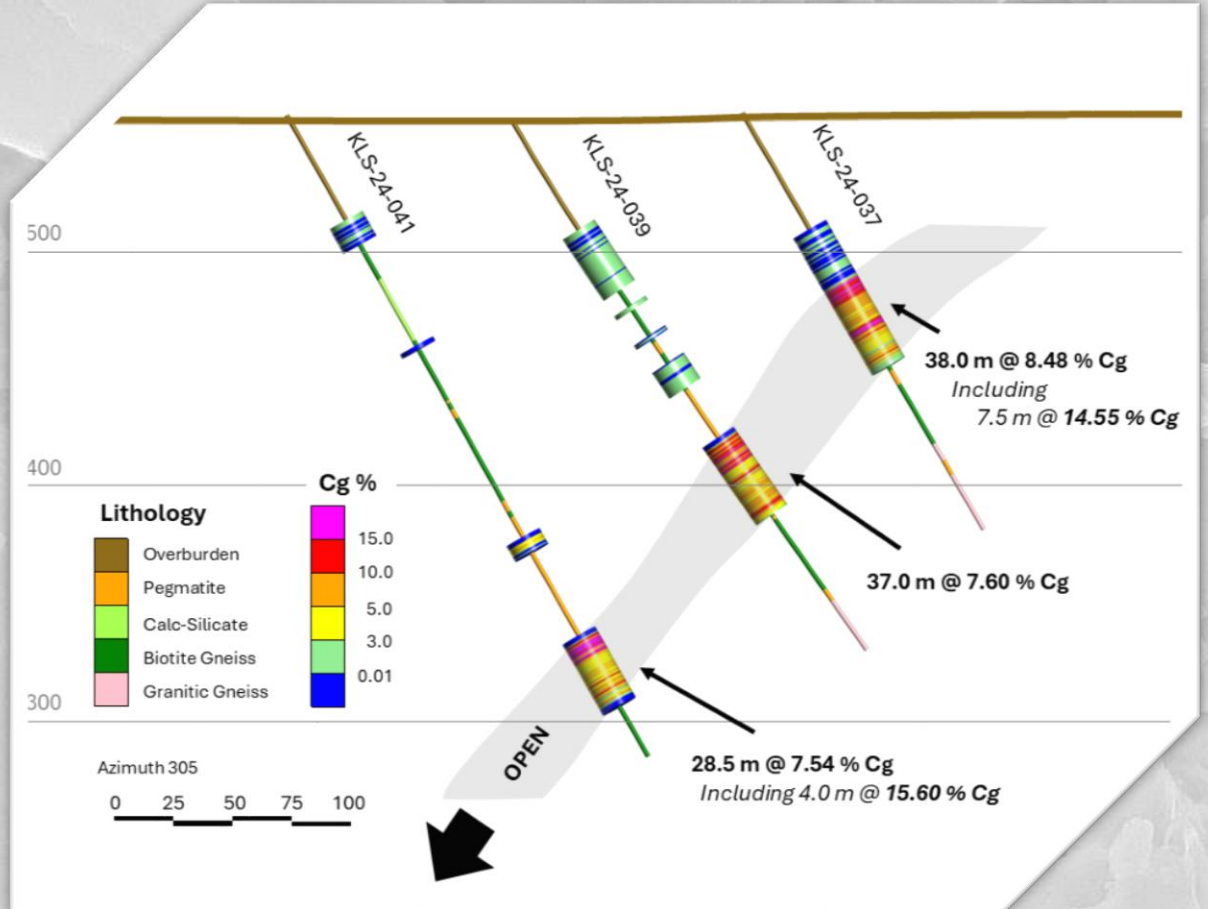 KLS-24-041
KLS-24-039
KLS-24-037
500
38.0 m @ 8.48 % Cg
Including
7.5 m @ 14.55 % Cg
400
Cg %
Lithology
Overburden
Pegmatite
Calc-Silicate
Biotite Gneiss
Granitic Gneiss
15.0
10.0
5.0
3.0
0.01
37.0 m @ 7.60 % Cg
300
OPEN
28.5 m @ 7.54 % Cg
Including 4.0 m @ 15.60 % Cg
Azimuth 305
0 25 50 75 100